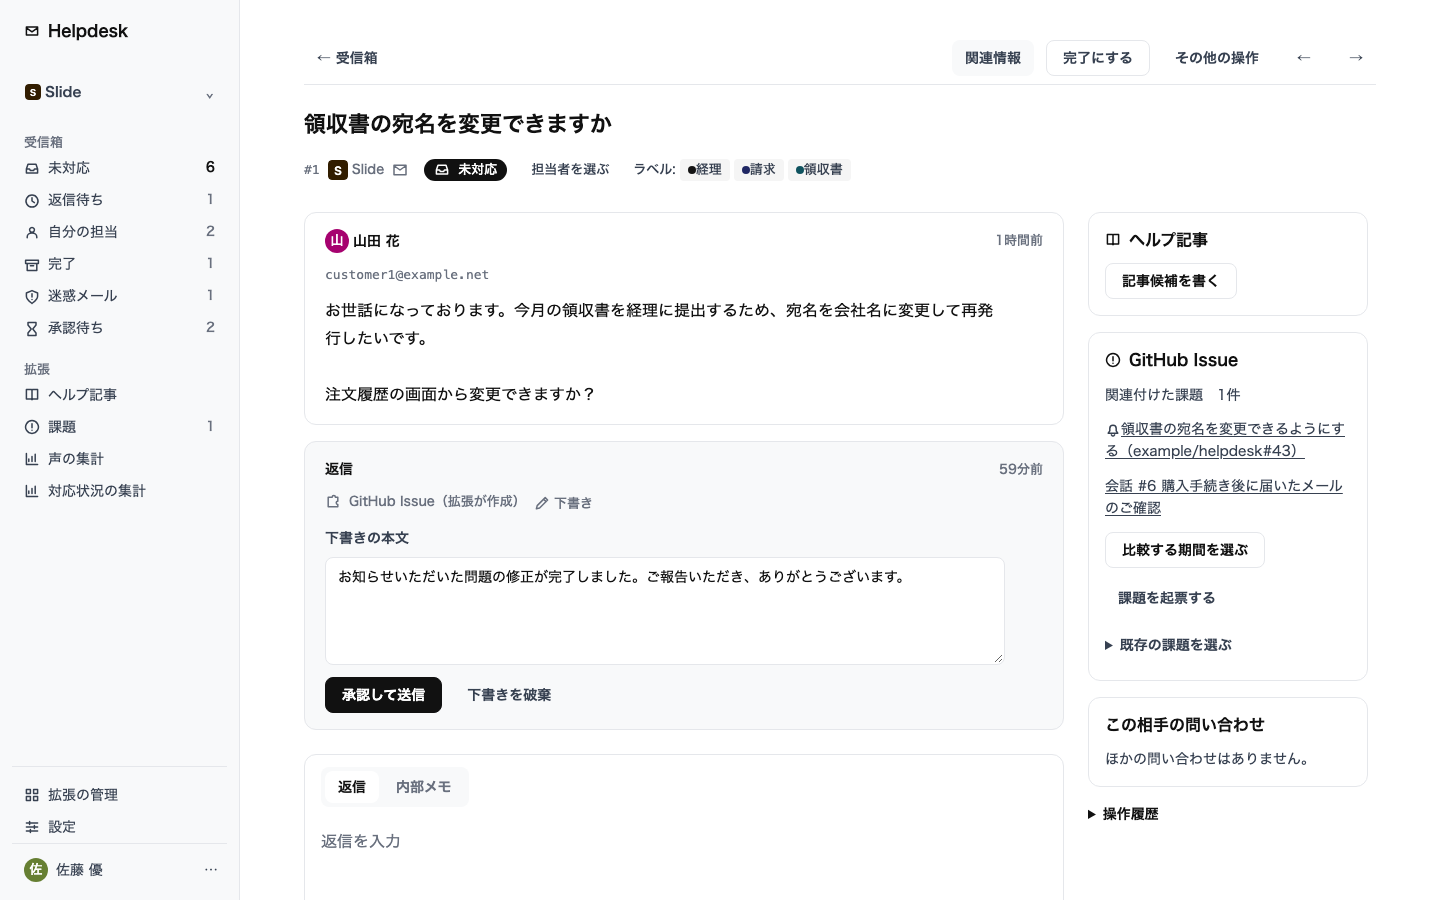 Helpdesk
S Slide
受信箱
未対応 6
返信待ち 1
自分の担当 2
完了 1
迷惑メール 1
承認待ち 2
拡張
ヘルプ記事
課題 1
声の集計
対応状況の集計
拡張の管理
設定
佐 佐藤 優 …
← 受信箱
関連情報 完了にする その他の操作 ← →
領収書の宛名を変更できますか
#1 S Slide 未対応 担当者を選ぶ ラベル: 経理 請求 領収書
山 山田 花 1時間前
customer1@example.net
お世話になっております。今月の領収書を経理に提出するため、宛名を会社名に変更して再発
行したいです。
注文履歴の画面から変更できますか？
返信 59分前
GitHub Issue（拡張が作成） 下書き
下書きの本文
お知らせいただいた問題の修正が完了しました。ご報告いただき、ありがとうございます。
承認して送信 下書きを破棄
返信 内部メモ
返信を入力
ヘルプ記事
記事候補を書く
GitHub Issue
関連付けた課題 1件
領収書の宛名を変更できるようにす
る（example/helpdesk#43）
会話 #6 購入手続き後に届いたメール
のご確認
比較する期間を選ぶ
課題を起票する
▶ 既存の課題を選ぶ
この相手の問い合わせ
ほかの問い合わせはありません。
▶ 操作履歴